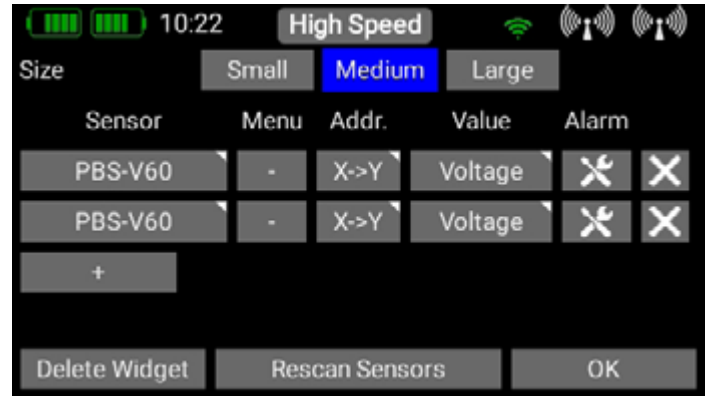 10:22 High Speed
Size Small Medium Large
Sensor Menu Addr. Value Alarm
PBS-V60 - X->Y Voltage
PBS-V60 - X->Y Voltage
+
Delete Widget Rescan Sensors OK